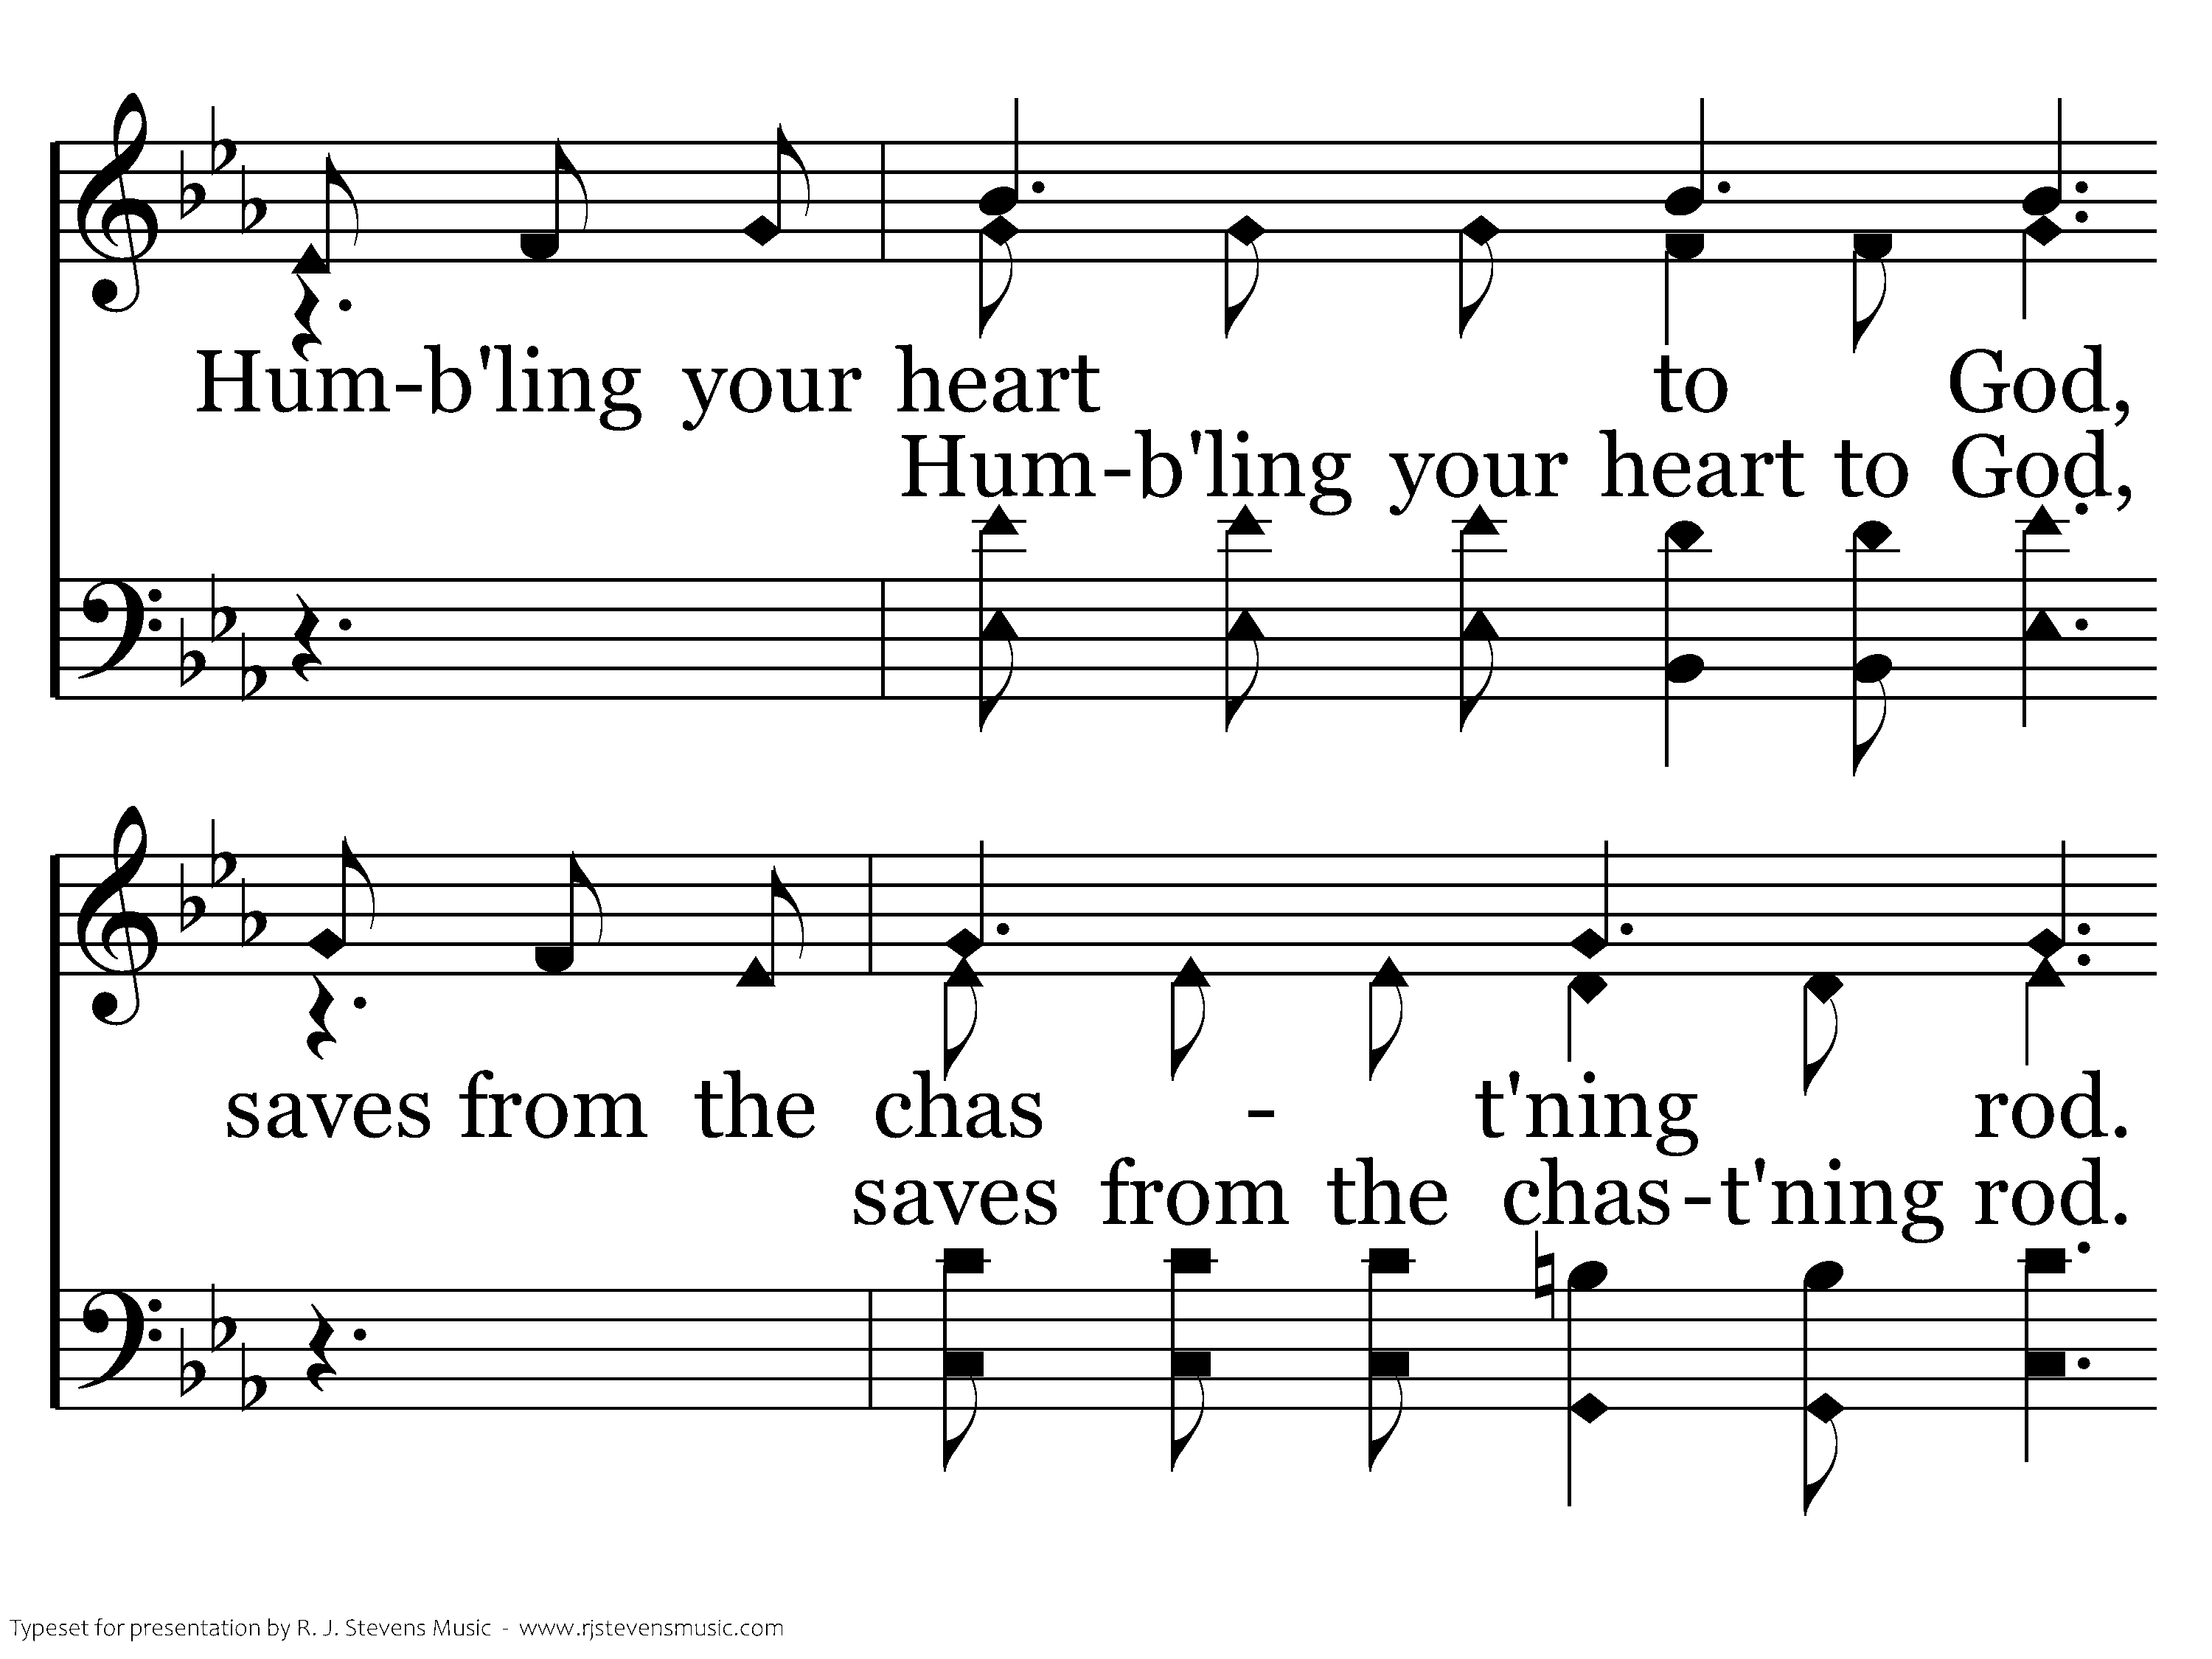 Hum-b'ling your heart to God,
Hum-b'ling your heart to God,
saves from the chas - t'ning rod.
saves from the chas-t'ning rod.
Typeset for presentation by R. J. Stevens Music - www.rjstevensmusic.com